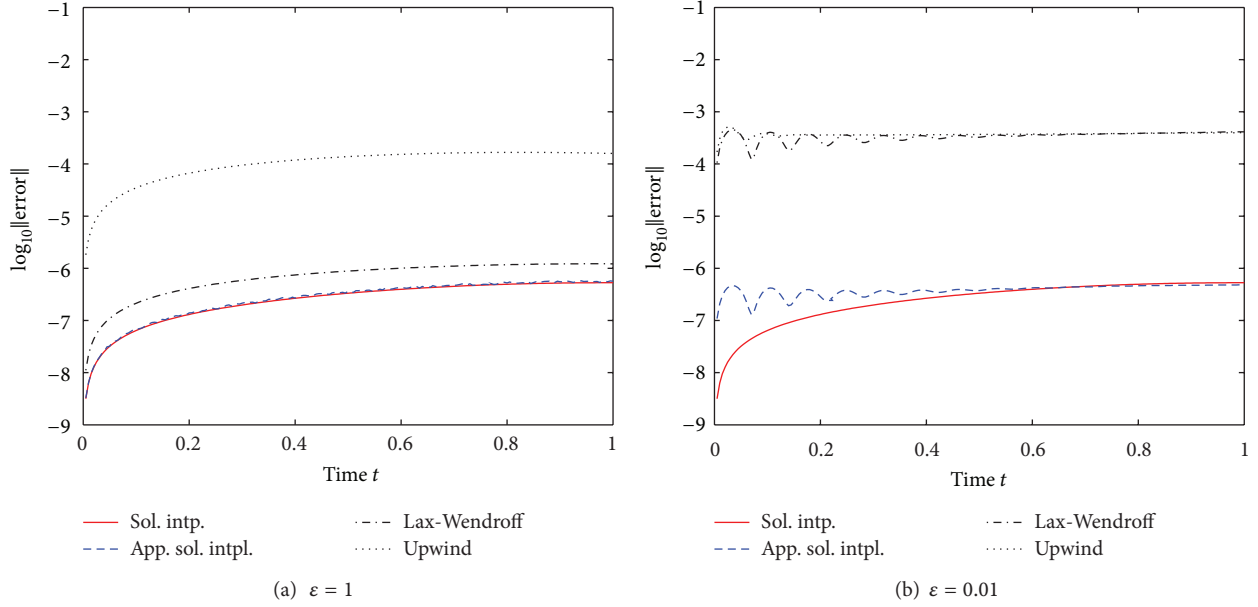 −1
−2
−3
−4
−5
−6
−7
−8
−9
log₁₀‖error‖
0 0.2 0.4 0.6 0.8 1
Time t
Sol. intp.
App. sol. intpl.
Lax-Wendroff
Upwind
(a) ε = 1
−1
−2
−3
−4
−5
−6
−7
−8
−9
log₁₀‖error‖
0 0.2 0.4 0.6 0.8 1
Time t
Sol. intp.
App. sol. intpl.
Lax-Wendroff
Upwind
(b) ε = 0.01